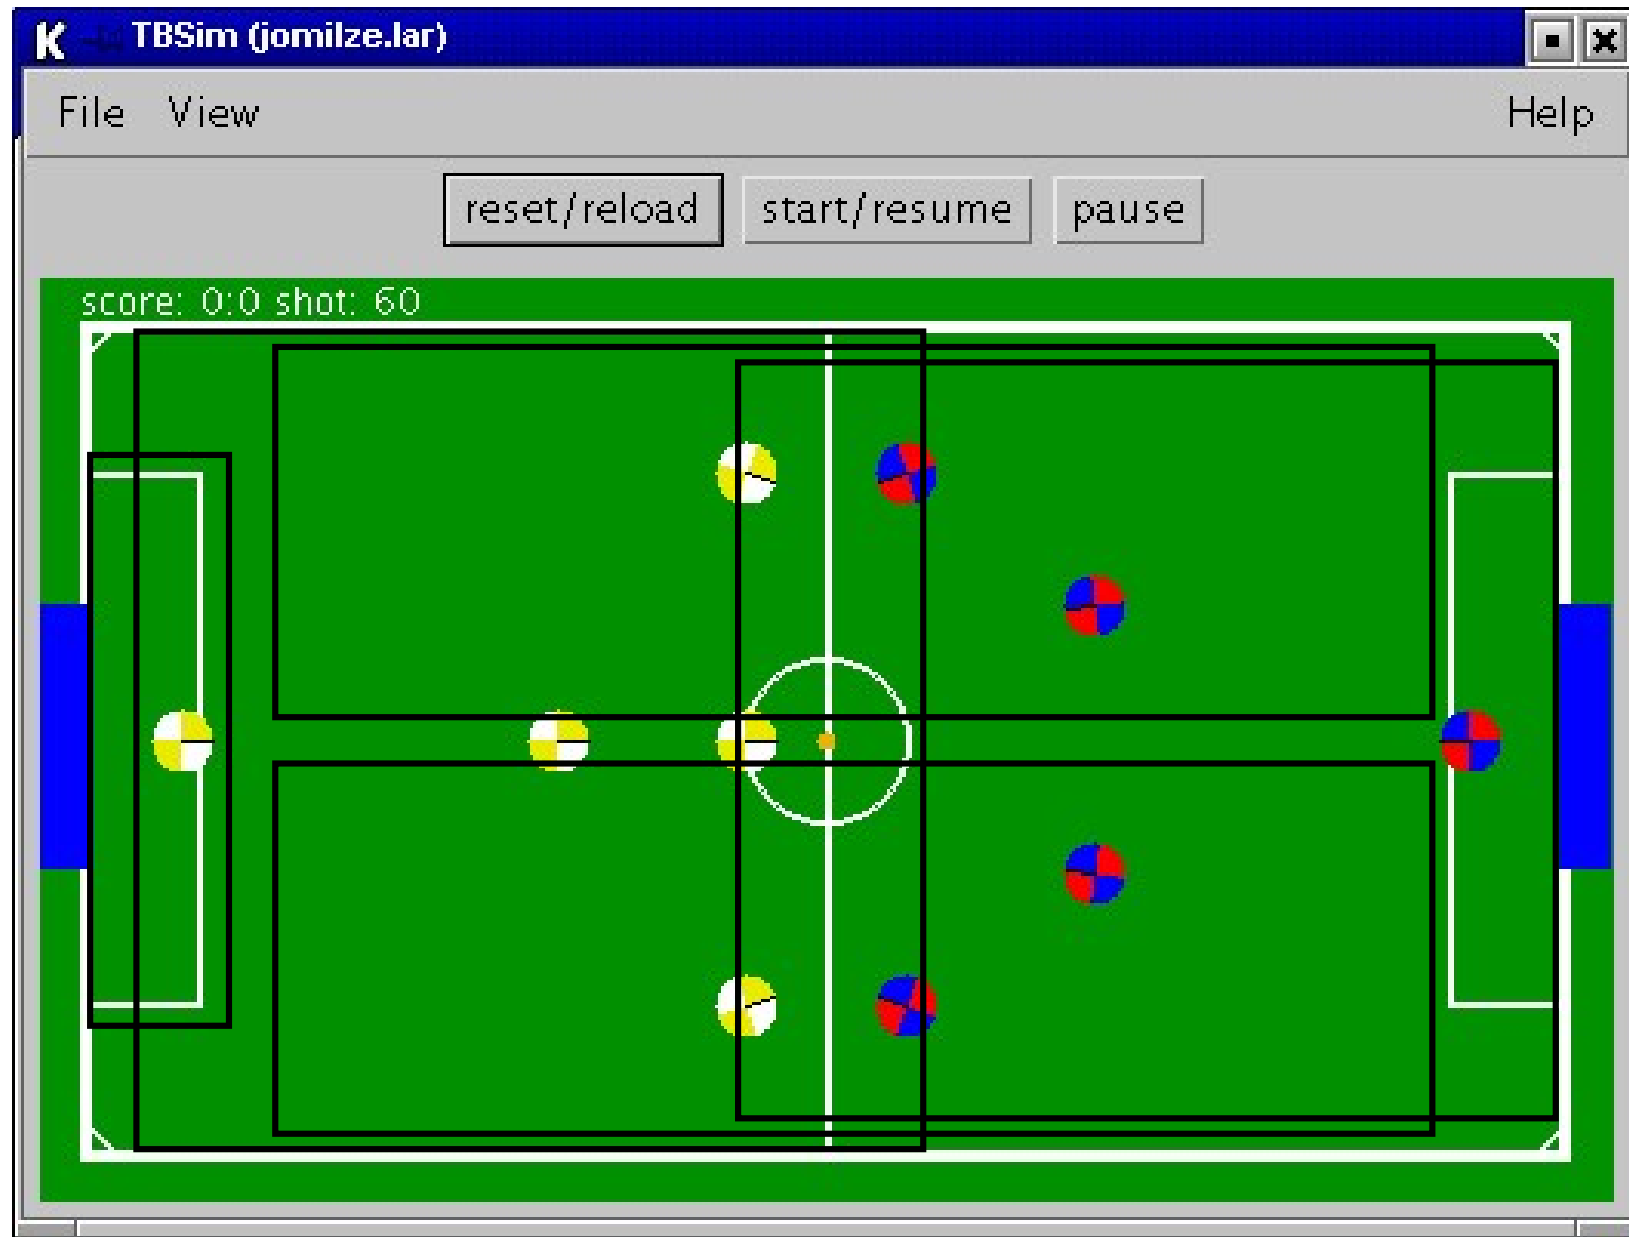 TBSim (jomilze.lar)
File View Help
reset/reload start/resume pause
score: 0:0 shot: 60